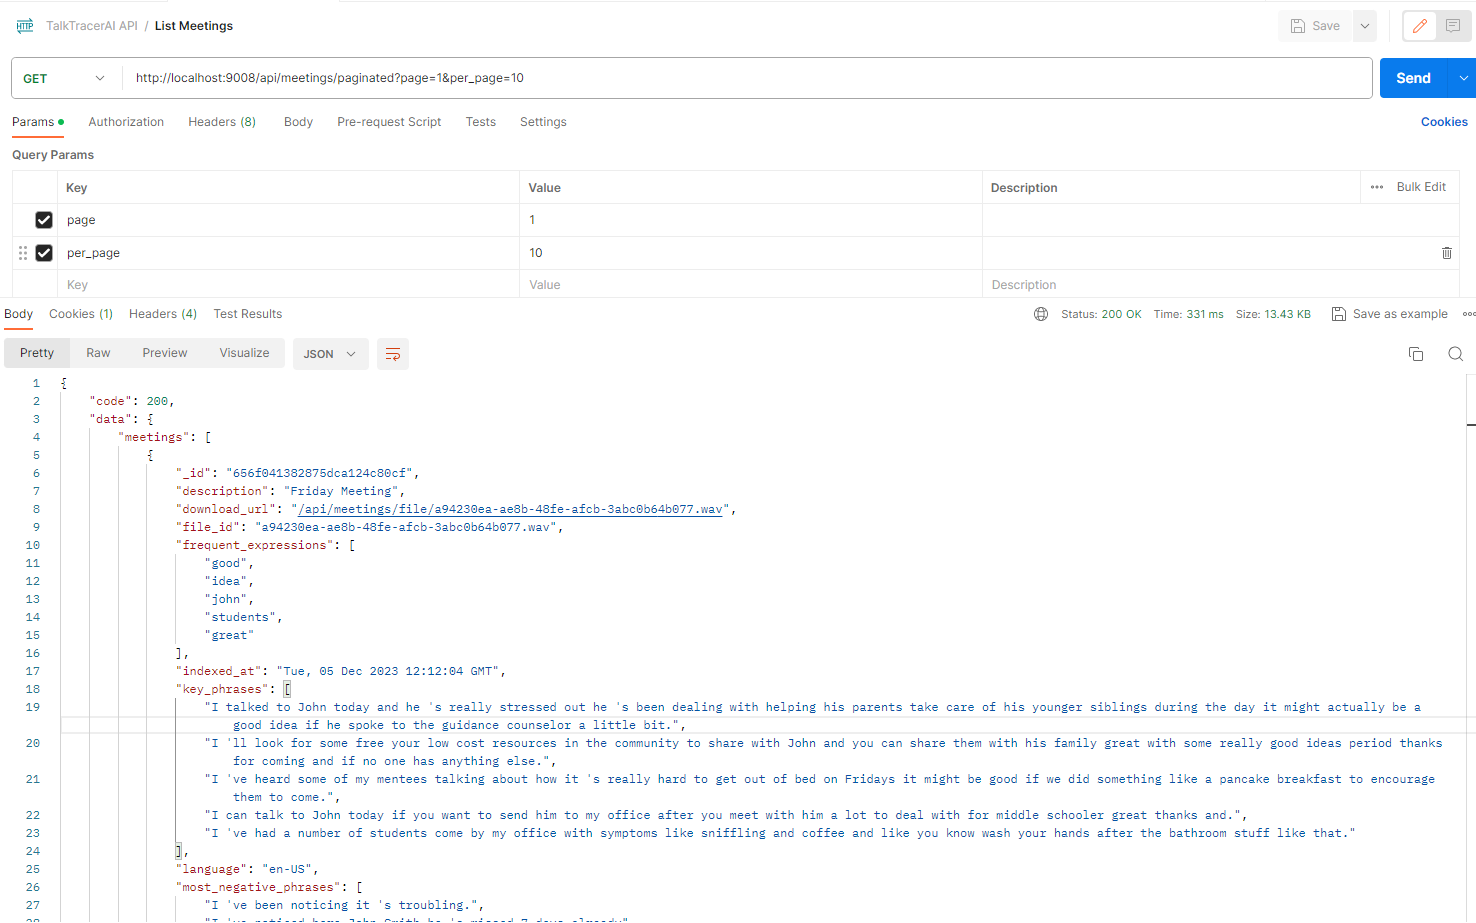 HTTP TalkTracerAI API / List Meetings Save
GET http://localhost:9008/api/meetings/paginated?page=1&per_page=10 Send
Params Authorization Headers (8) Body Pre-request Script Tests Settings Cookies
Query Params
Key Value Description ••• Bulk Edit
page 1
per_page 10
Key Value Description
Body Cookies (1) Headers (4) Test Results Status: 200 OK Time: 331 ms Size: 13.43 KB Save as example
Pretty Raw Preview Visualize JSON
1 {
2 "code": 200,
3 "data": {
4 "meetings": [
5 {
6 "_id": "656f041382875dca124c80cf",
7 "description": "Friday Meeting",
8 "download_url": "/api/meetings/file/a94230ea-ae8b-48fe-afcb-3abc0b64b077.wav",
9 "file_id": "a94230ea-ae8b-48fe-afcb-3abc0b64b077.wav",
10 "frequent_expressions": [
11 "good",
12 "idea",
13 "john",
14 "students",
15 "great"
16 ],
17 "indexed_at": "Tue, 05 Dec 2023 12:12:04 GMT",
18 "key_phrases": [
19 "I talked to John today and he 's really stressed out he 's been dealing with helping his parents take care of his younger siblings during the day it might actually be a
good idea if he spoke to the guidance counselor a little bit.",
20 "I 'll look for some free your low cost resources in the community to share with John and you can share them with his family great with some really good ideas period thanks
for coming and if no one has anything else.",
21 "I 've heard some of my mentees talking about how it 's really hard to get out of bed on Fridays it might be good if we did something like a pancake breakfast to encourage
them to come.",
22 "I can talk to John today if you want to send him to my office after you meet with him a lot to deal with for middle schooler great thanks and.",
23 "I 've had a number of students come by my office with symptoms like sniffling and coffee and like you know wash your hands after the bathroom stuff like that."
24 ],
25 "language": "en-US",
26 "most_negative_phrases": [
27 "I 've been noticing it 's troubling.",
28 "I 've noticed here John Smith he 's missed 7 days already"